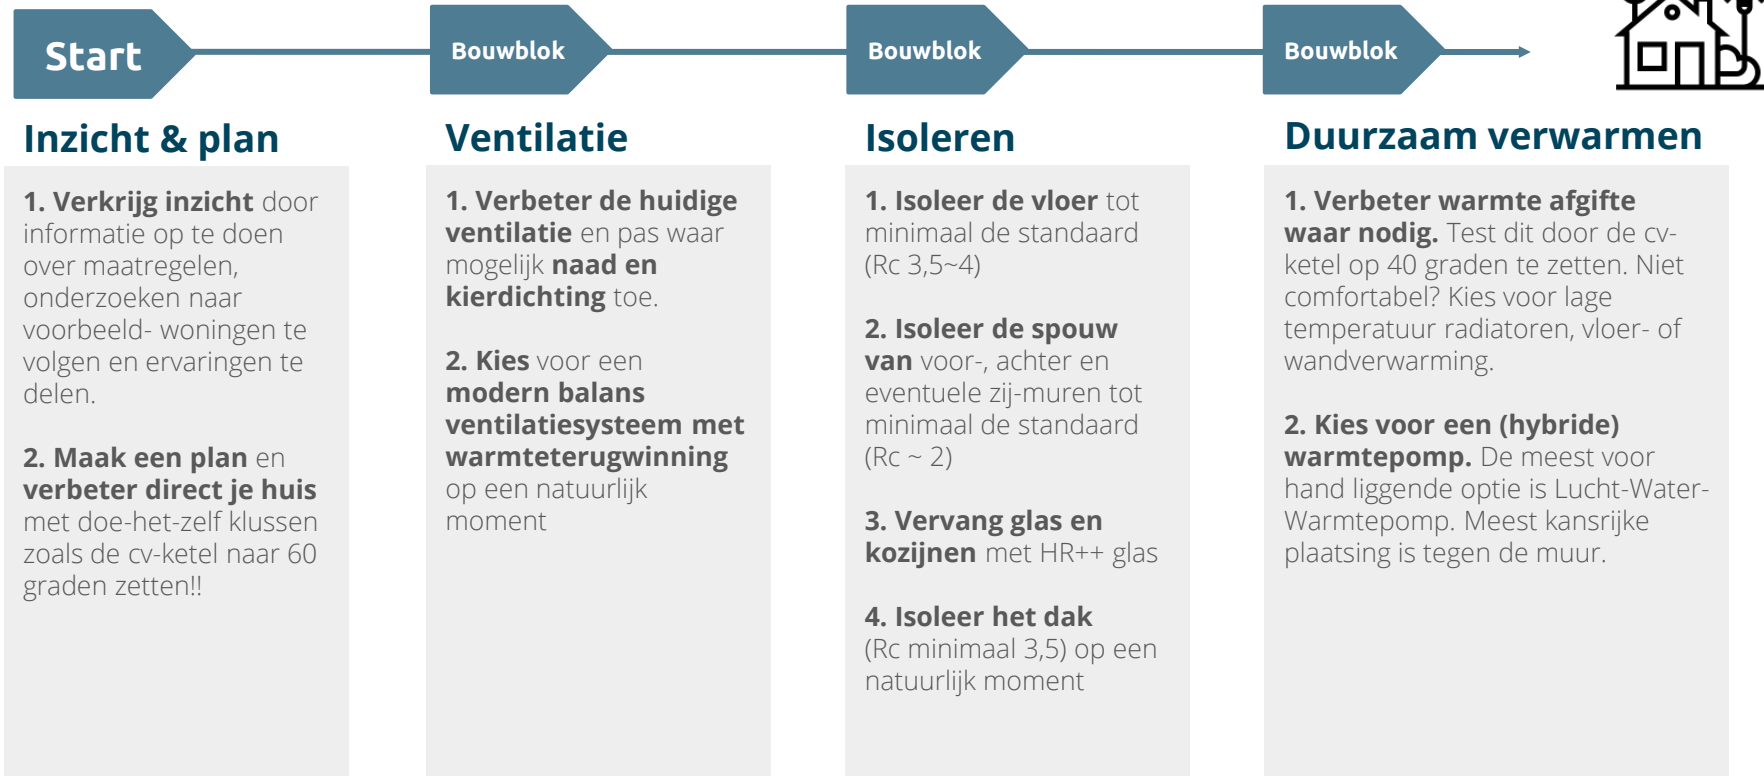 Start
Bouwblok
Bouwblok
Bouwblok
Inzicht & plan
1. Verkrijg inzicht door
informatie op te doen
over maatregelen,
onderzoeken naar
voorbeeld- woningen te
volgen en ervaringen te
delen.
2. Maak een plan en
verbeter direct je huis
met doe-het-zelf klussen
zoals de cv-ketel naar 60
graden zetten!!
Ventilatie
1. Verbeter de huidige
ventilatie en pas waar
mogelijk naad en
kierdichting toe.
2. Kies voor een
modern balans
ventilatiesysteem met
warmteterugwinning
op een natuurlijk
moment
Isoleren
1. Isoleer de vloer tot
minimaal de standaard
(Rc 3,5~4)
2. Isoleer de spouw
van voor-, achter en
eventuele zij-muren tot
minimaal de standaard
(Rc ~ 2)
3. Vervang glas en
kozijnen met HR++ glas
4. Isoleer het dak
(Rc minimaal 3,5) op een
natuurlijk moment
Duurzaam verwarmen
1. Verbeter warmte afgifte
waar nodig. Test dit door de cv-
ketel op 40 graden te zetten. Niet
comfortabel? Kies voor lage
temperatuur radiatoren, vloer- of
wandverwarming.
2. Kies voor een (hybride)
warmtepomp. De meest voor
hand liggende optie is Lucht-Water-
Warmtepomp. Meest kansrijke
plaatsing is tegen de muur.